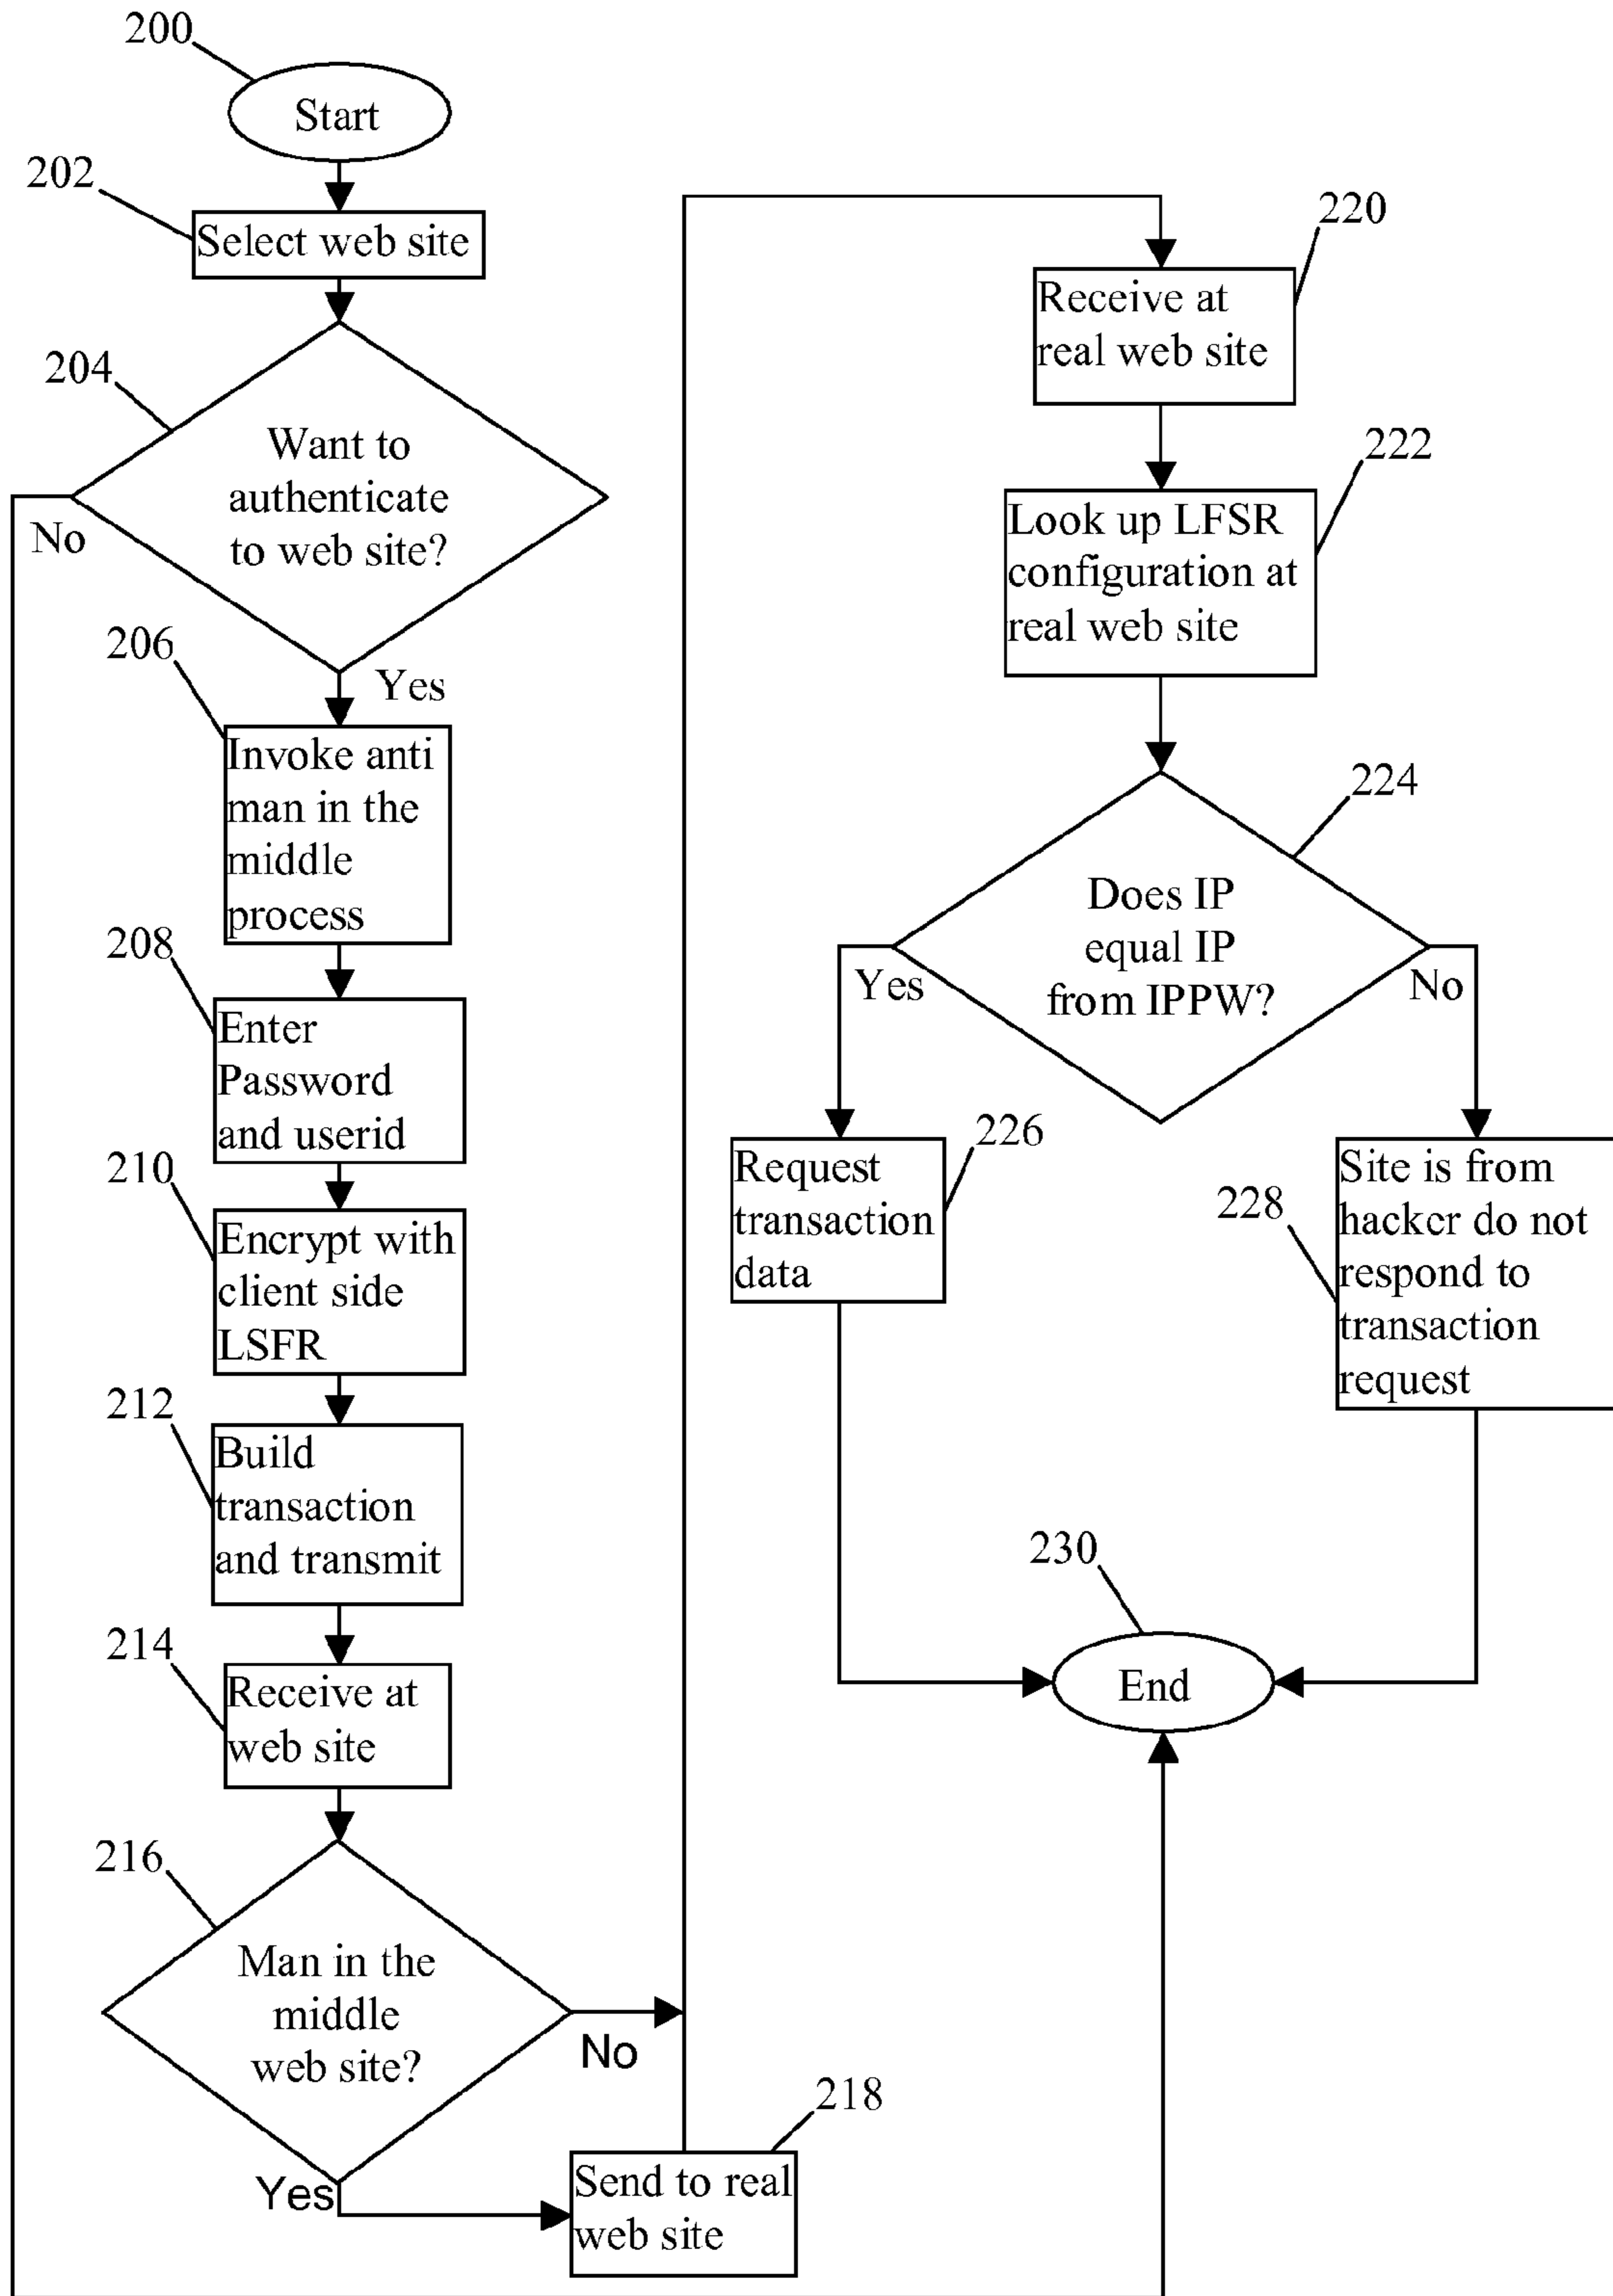 200
Start
202
Select web site
204
Want to
authenticate
to web site?
No
Yes
206
Invoke anti
man in the
middle
process
208
Enter
Password
and userid
210
Encrypt with
client side
LSFR
212
Build
transaction
and transmit
214
Receive at
web site
216
Man in the
middle
web site?
No
Yes
218
Send to real
web site
220
Receive at
real web site
222
Look up LFSR
configuration at
real web site
224
Does IP
equal IP
from IPPW?
Yes
No
226
Request
transaction
data
228
Site is from
hacker do not
respond to
transaction
request
230
End